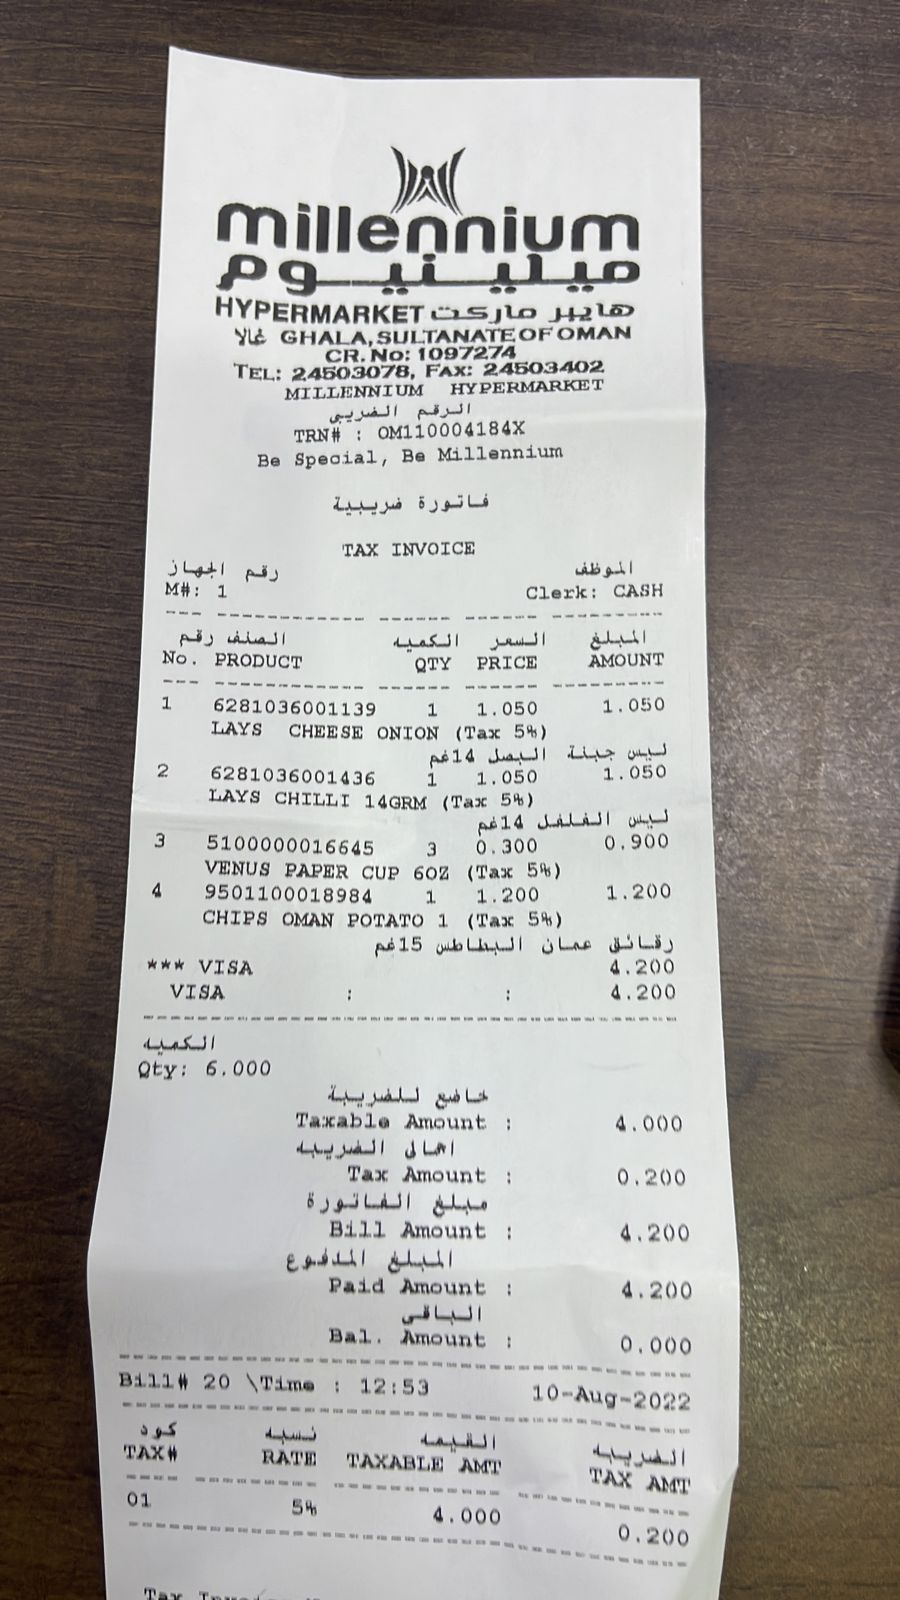 millennium
ميلينيوم
HYPERMARKET هايبر ماركت
غالا GHALA, SULTANATE OF OMAN
CR. No: 1097274
TEL: 24503078, FAX: 24503402
MILLENNIUM HYPERMARKET
الرقم الضريبي
TRN# : OM110004184X
Be Special, Be Millennium
فاتورة ضريبية
TAX INVOICE
رقم الجهاز الموظف
M#: 1 Clerk: CASH
الصنف رقم الكميه السعر المبلغ
No. PRODUCT QTY PRICE AMOUNT
1 6281036001139 1 1.050 1.050
LAYS CHEESE ONION (Tax 5%)
ليس جبنة البصل 14غم
2 6281036001436 1 1.050 1.050
LAYS CHILLI 14GRM (Tax 5%)
ليس الفلفل 14غم
3 5100000016645 3 0.300 0.900
VENUS PAPER CUP 6OZ (Tax 5%)
4 9501100018984 1 1.200 1.200
CHIPS OMAN POTATO 1 (Tax 5%)
رقائق عمان البطاطس 15غم
*** VISA 4.200
VISA : : 4.200
الكميه
Qty: 6.000
خاضع للضريبة
Taxable Amount : 4.000
اجمالى الضريبه
Tax Amount : 0.200
مبلغ الفاتورة
Bill Amount : 4.200
المبلغ المدفوع
Paid Amount : 4.200
الباقي
Bal. Amount : 0.000
Bill# 20 \Time : 12:53 10-Aug-2022
كود نسبه القيمه الضريبه
TAX# RATE TAXABLE AMT TAX AMT
01 5% 4.000 0.200
Tax